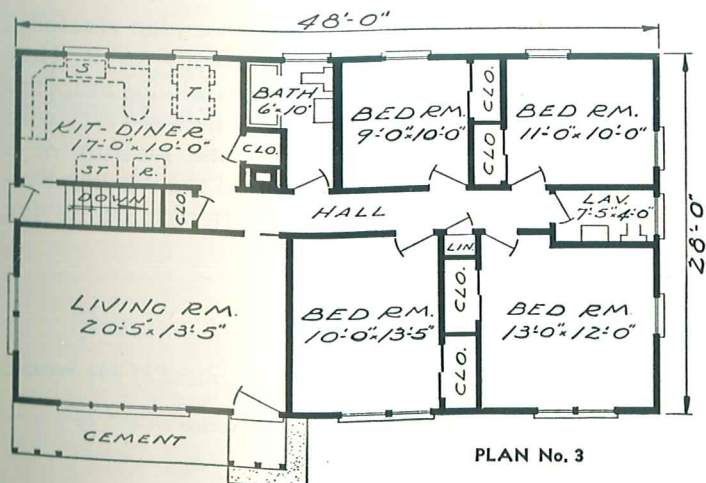 48'-0"
S
T
BATH
6'x10'
CLO.
BED RM.
9'-0"x10'-0"
CLO.
BED RM.
11'-0"x10'-0"
KIT-DINER
17'-0"x10'-0"
CLO.
CLO
ST
R.
DOWN
CLO.
HALL
LAV.
7'-5"x4'-0"
28'-0"
LIN.
LIVING RM.
20'-5"x13'-5"
BED RM.
10'-0"x13'-5"
CLO.
BED RM.
13'-0"x12'-0"
CLO.
CEMENT
PLAN No. 3